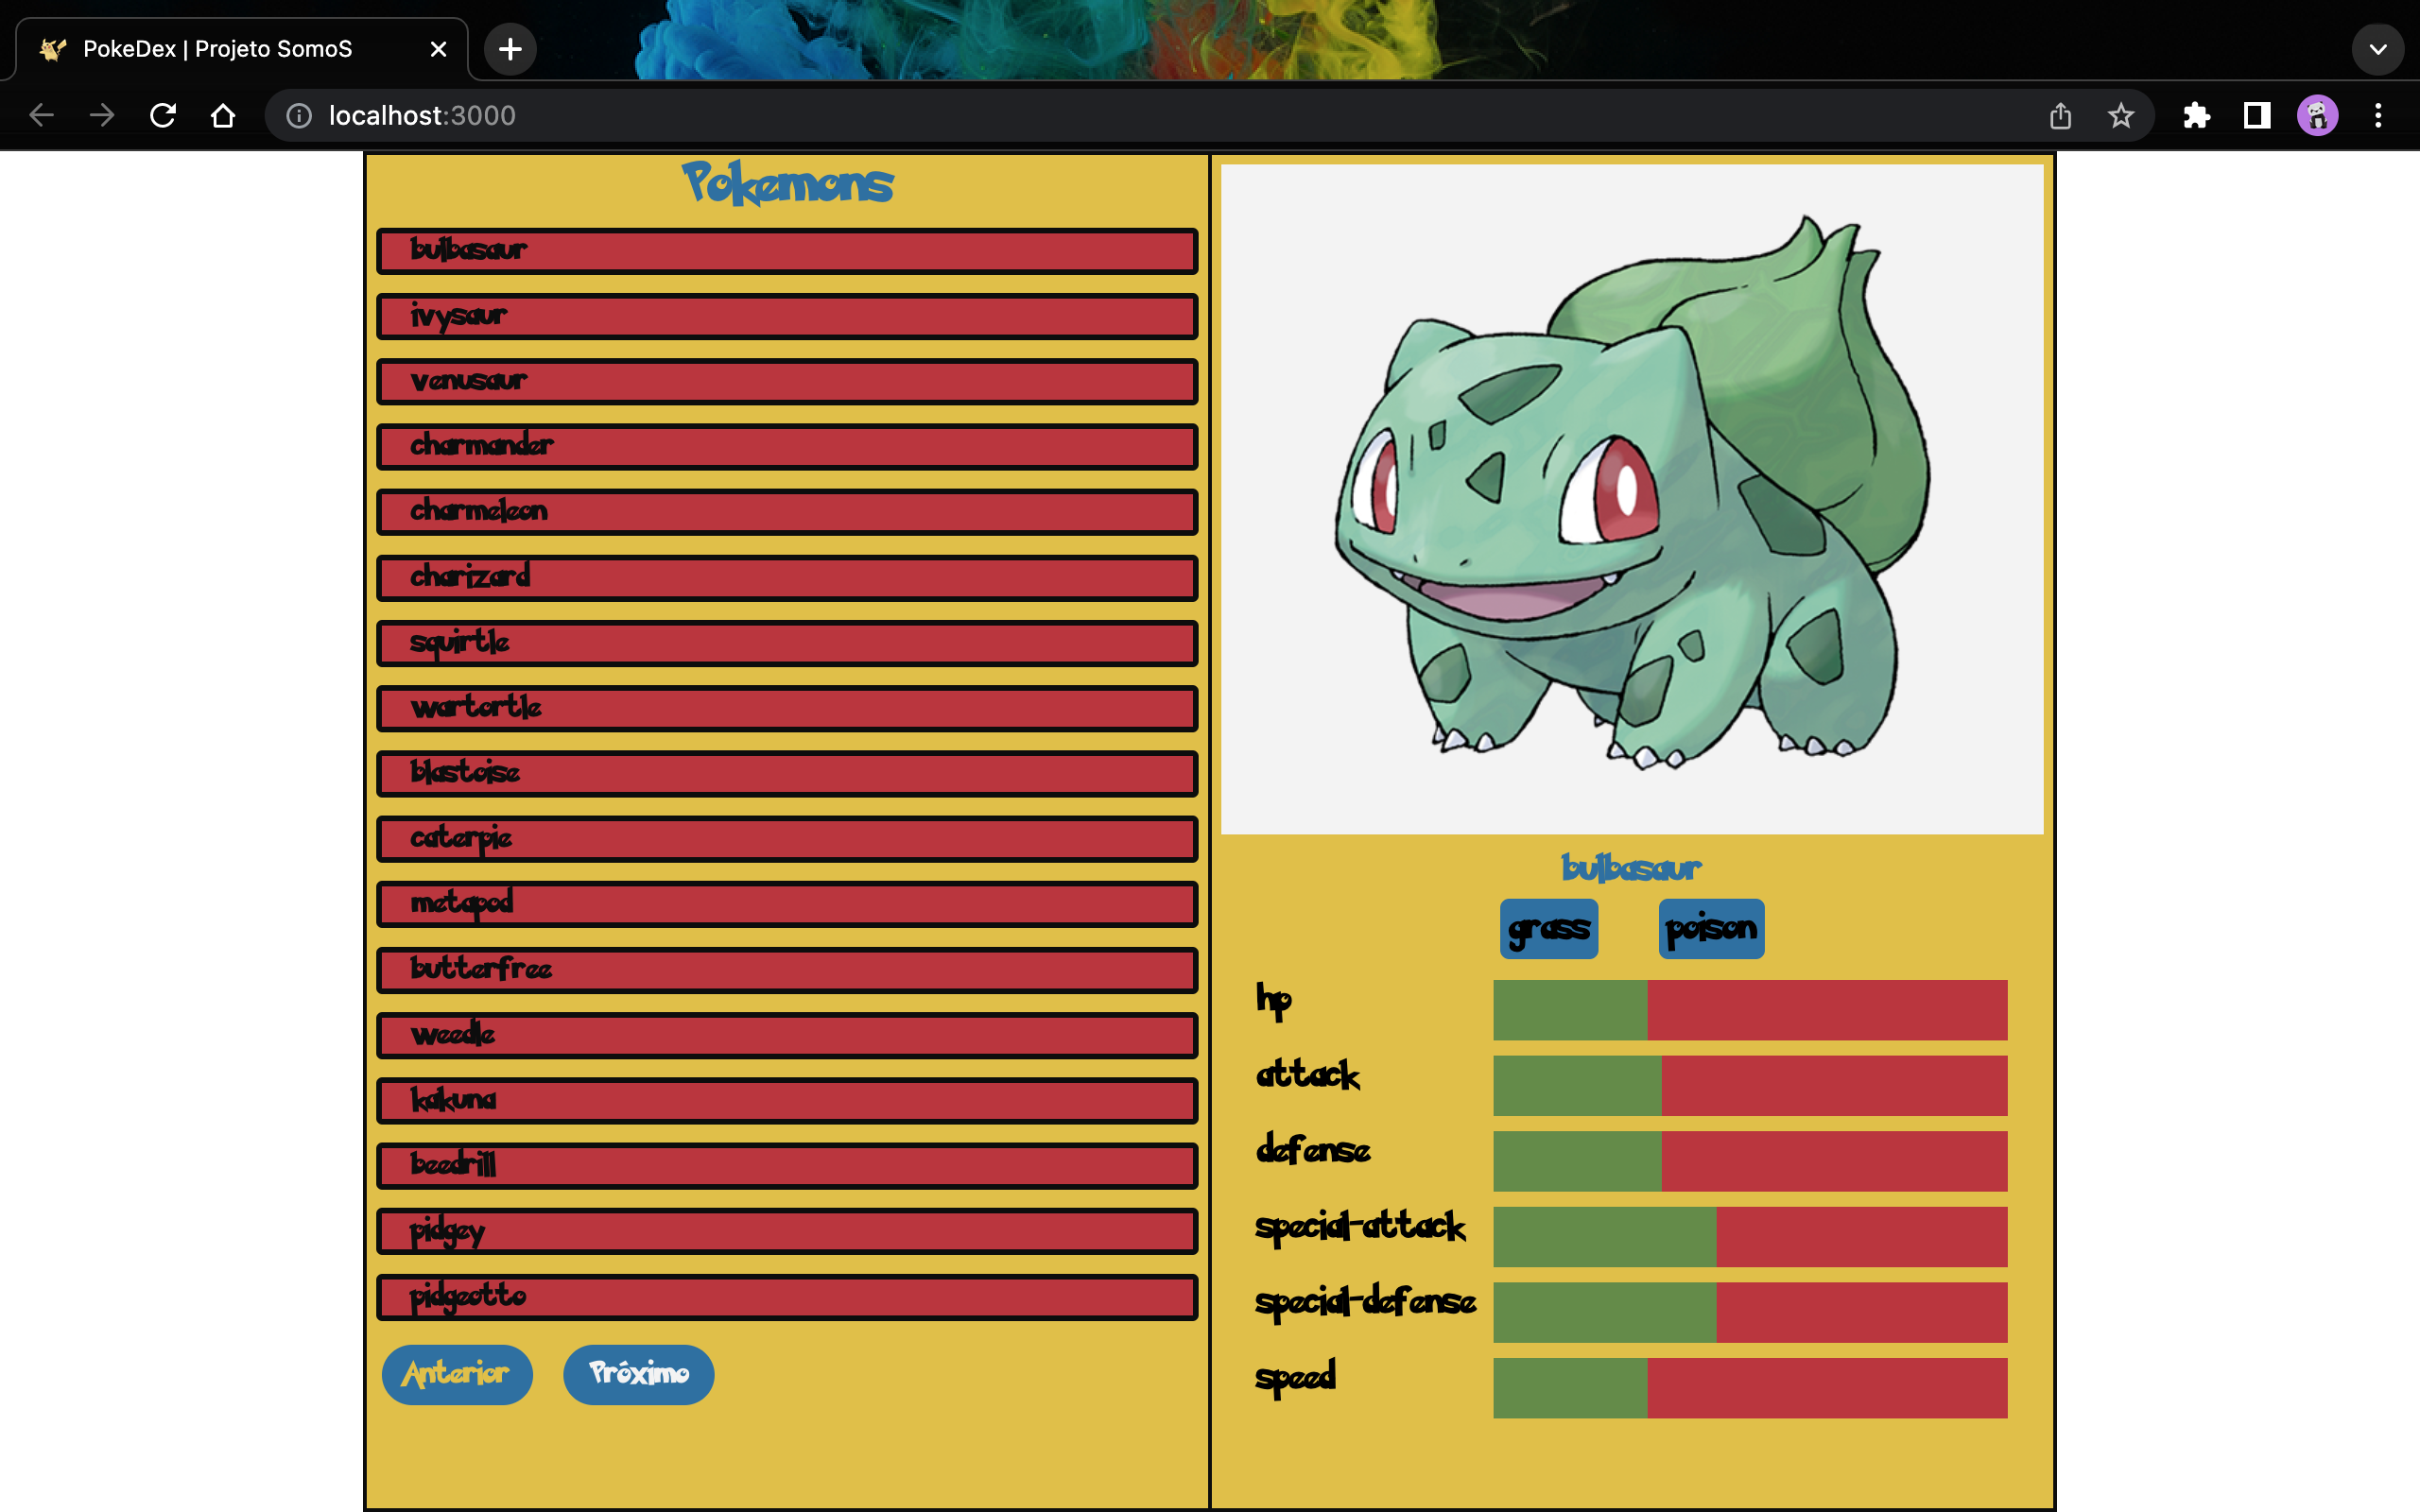 PokeDex | Projeto SomoS
localhost:3000
Pokemons
bulbasaur
ivysaur
venusaur
charmander
charmeleon
charizard
squirtle
wartortle
blastoise
caterpie
metapod
butterfree
weedle
kakuna
beedrill
pidgey
pidgeotto
Anterior Próximo
bulbasaur
grass poison
hp
attack
defense
special-attack
special-defense
speed